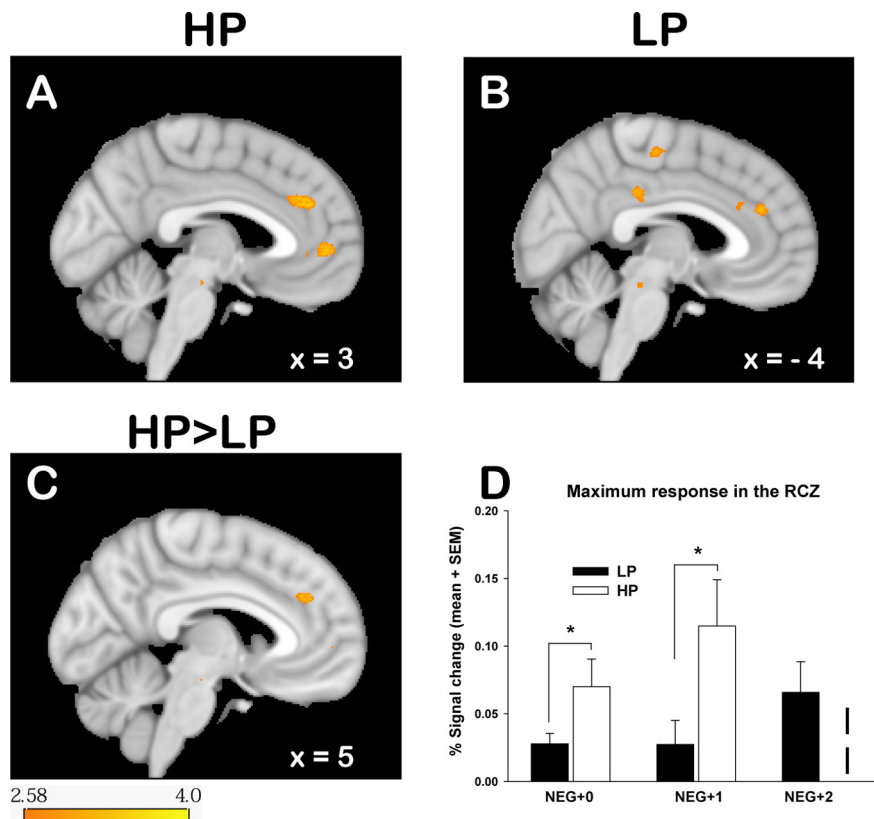 HP
LP
A
B
x = 3
x = - 4
HP>LP
C
D
Maximum response in the RCZ
0.20
0.15
0.10
0.05
0.00
% Signal change (mean + SEM)
LP
HP
*
*
NEG+0
NEG+1
NEG+2
x = 5
2.58
4.0